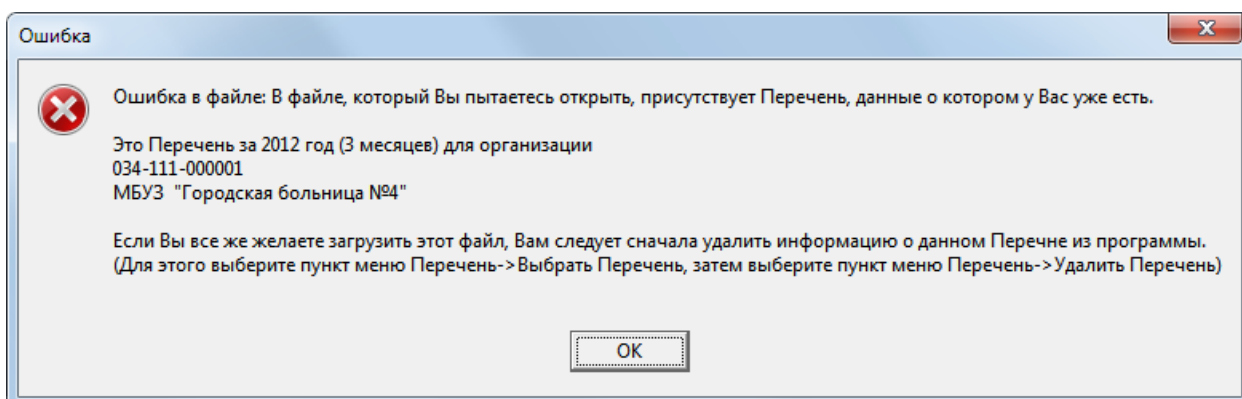 Ошибка
Ошибка в файле: В файле, который Вы пытаетесь открыть, присутствует Перечень, данные о котором у Вас уже есть.
Это Перечень за 2012 год (3 месяцев) для организации
034-111-000001
МБУЗ "Городская больница №4"
Если Вы все же желаете загрузить этот файл, Вам следует сначала удалить информацию о данном Перечне из программы.
(Для этого выберите пункт меню Перечень->Выбрать Перечень, затем выберите пункт меню Перечень->Удалить Перечень)
OK